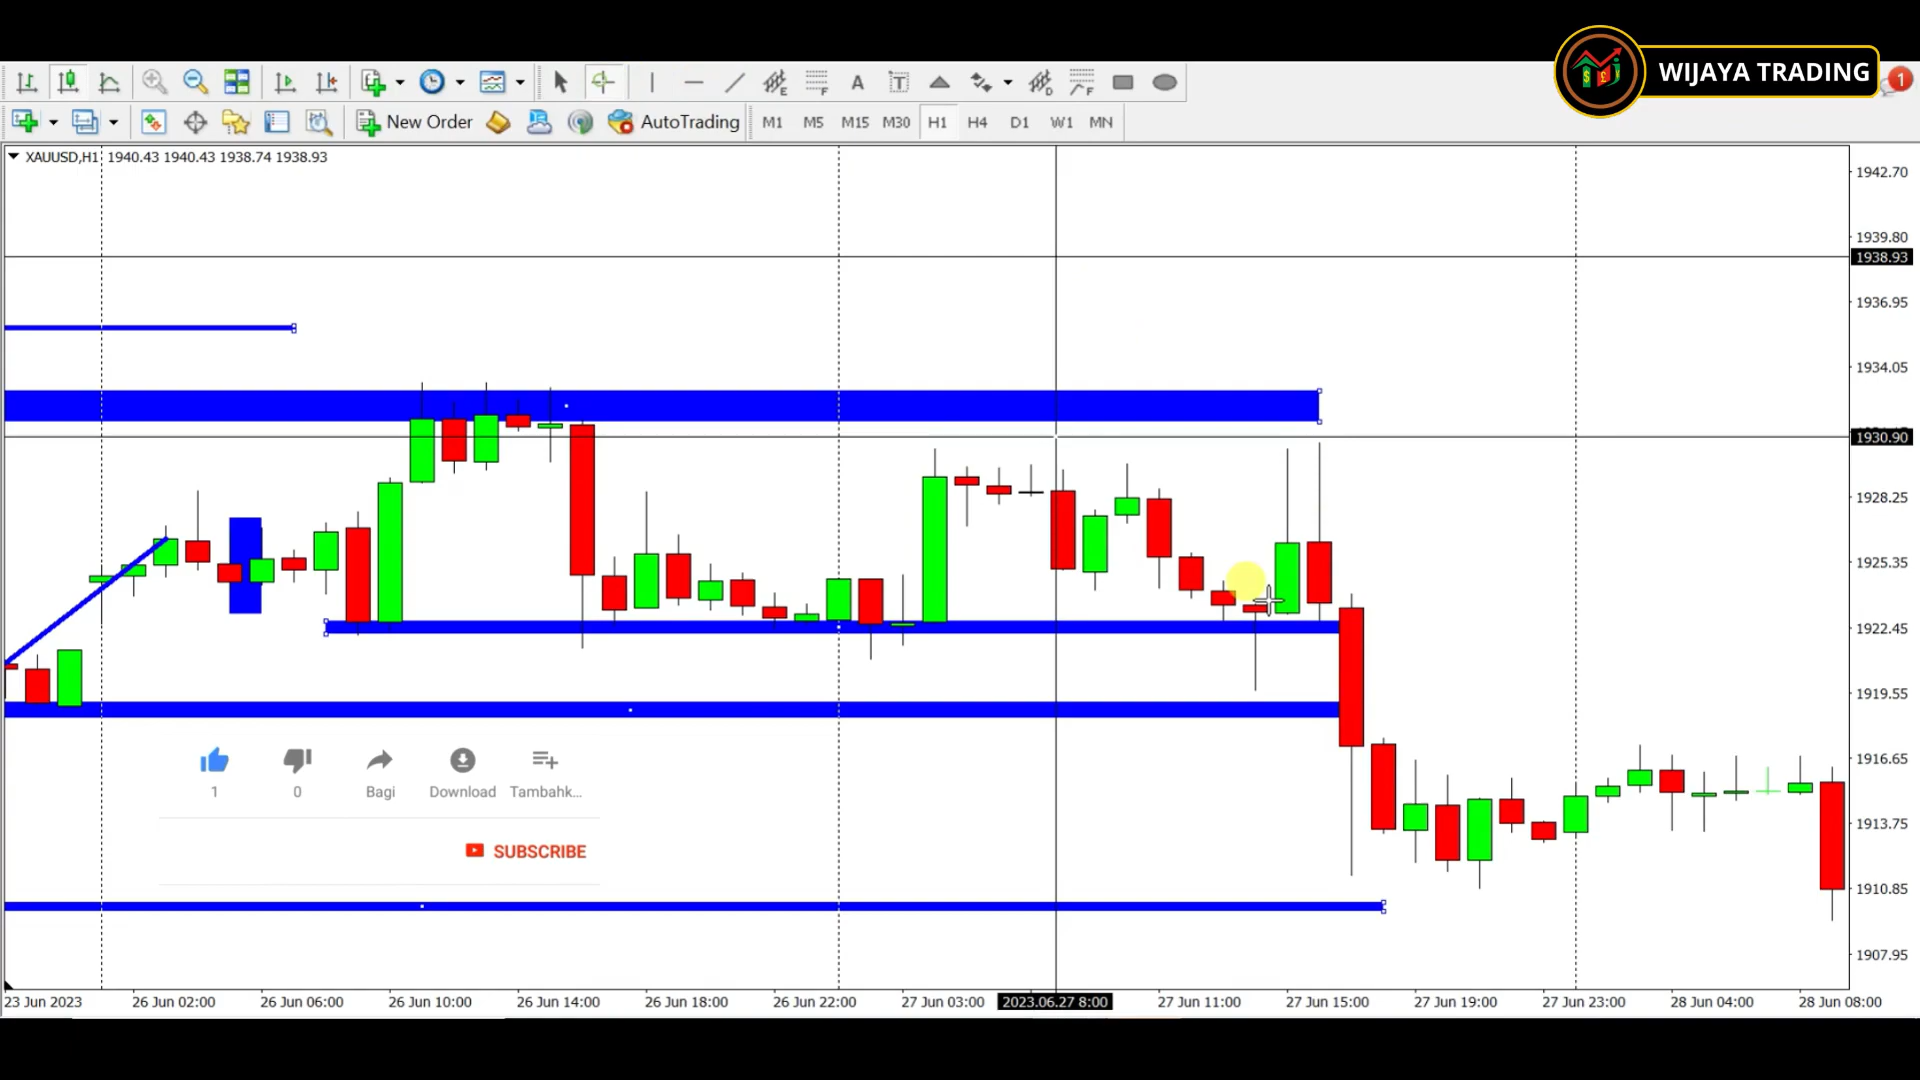 WIJAYA TRADING
1
New Order
AutoTrading
M1 M5 M15 M30 H1 H4 D1 W1 MN
XAUUSD,H1 1940.43 1940.43 1938.74 1938.93
1942.70
1939.80
1938.93
1936.95
1934.05
1930.90
1928.25
1925.35
1922.45
1919.55
1916.65
1913.75
1910.85
1907.95
1 0 Bagi Download Tambahk...
SUBSCRIBE
23 Jun 2023 26 Jun 02:00 26 Jun 06:00 26 Jun 10:00 26 Jun 14:00 26 Jun 18:00 26 Jun 22:00 27 Jun 03:00 2023.06.27 8:00 27 Jun 11:00 27 Jun 15:00 27 Jun 19:00 27 Jun 23:00 28 Jun 04:00 28 Jun 08:00